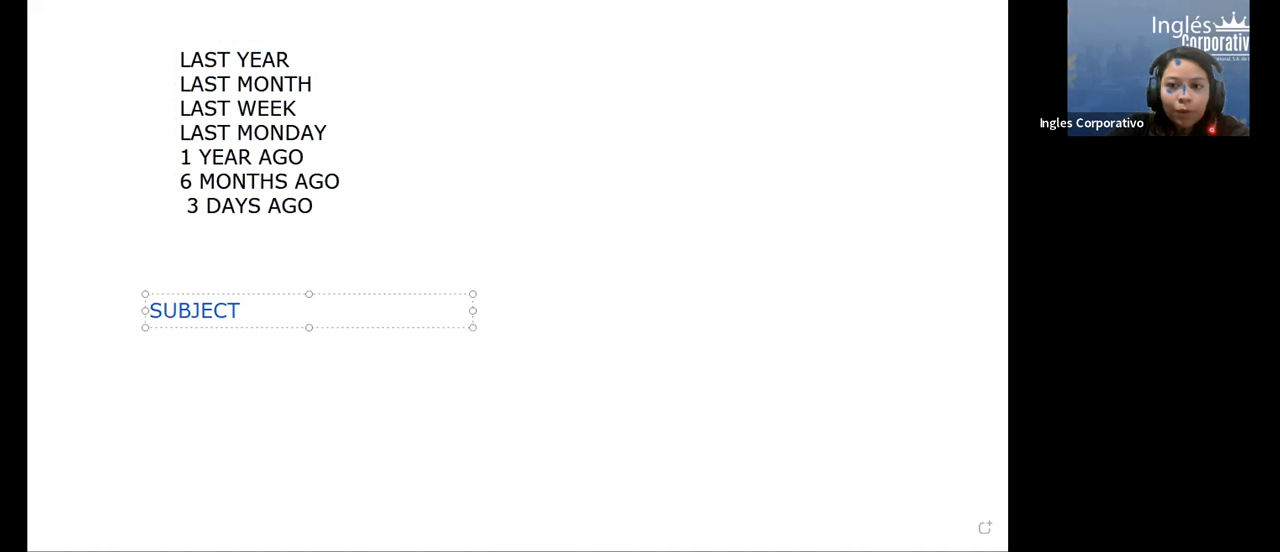 LAST YEAR
LAST MONTH
LAST WEEK
LAST MONDAY
1 YEAR AGO
6 MONTHS AGO
3 DAYS AGO
SUBJECT
Inglés
Corporativ
Ingles Corporativo